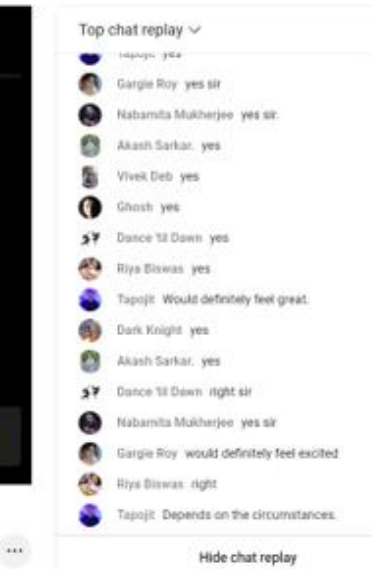 Top chat replay
Tapojit yes
Gargie Roy yes sir
Nabamita Mukherjee yes sir.
Akash Sarkar. yes
Vivek Deb yes
Ghosh yes
Dance 'til Dawn yes
Riya Biswas yes
Tapojit Would definitely feel great.
Dark Knight yes
Akash Sarkar. yes
Dance 'til Dawn right sir
Nabamita Mukherjee yes sir
Gargie Roy would definitely feel excited
Riya Biswas right
Tapojit Depends on the circumstances.
Hide chat replay